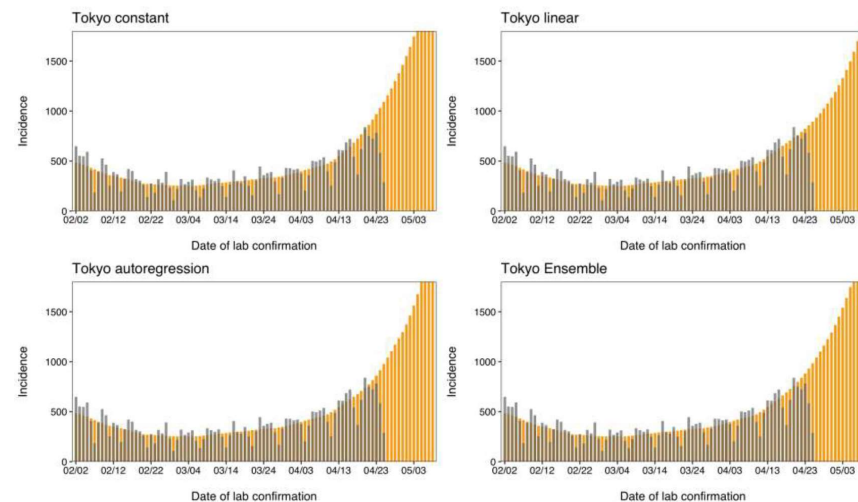 Tokyo constant
Incidence
1500
1000
500
0
02/02 02/12 02/22 03/04 03/14 03/24 04/03 04/13 04/23 05/03
Date of lab confirmation
Tokyo linear
Incidence
1500
1000
500
0
02/02 02/12 02/22 03/04 03/14 03/24 04/03 04/13 04/23 05/03
Date of lab confirmation
Tokyo autoregression
Incidence
1500
1000
500
0
02/02 02/12 02/22 03/04 03/14 03/24 04/03 04/13 04/23 05/03
Date of lab confirmation
Tokyo Ensemble
Incidence
1500
1000
500
0
02/02 02/12 02/22 03/04 03/14 03/24 04/03 04/13 04/23 05/03
Date of lab confirmation